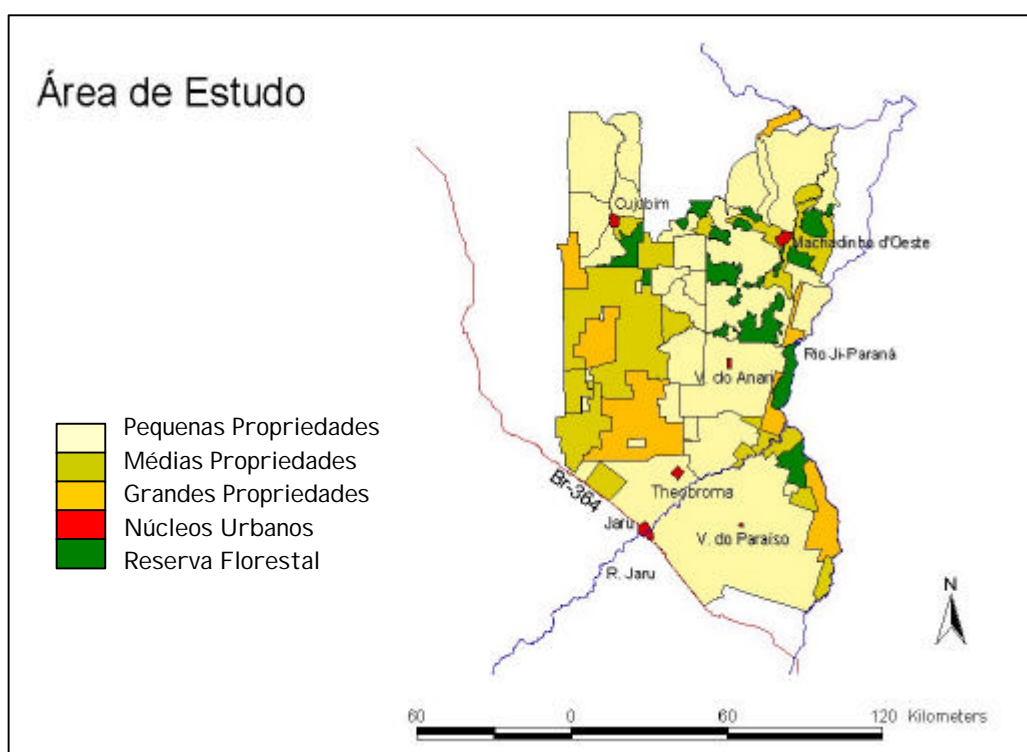 Área de Estudo
Cujubim
Machadinho d'Oeste
Rio Ji-Paraná
V. do Anari
Pequenas Propriedades
Médias Propriedades
Grandes Propriedades
Núcleos Urbanos
Reserva Florestal
Br-364
Theobroma
Jaru
V. do Paraíso
R. Jaru
N
60 0 60 120 Kilometers